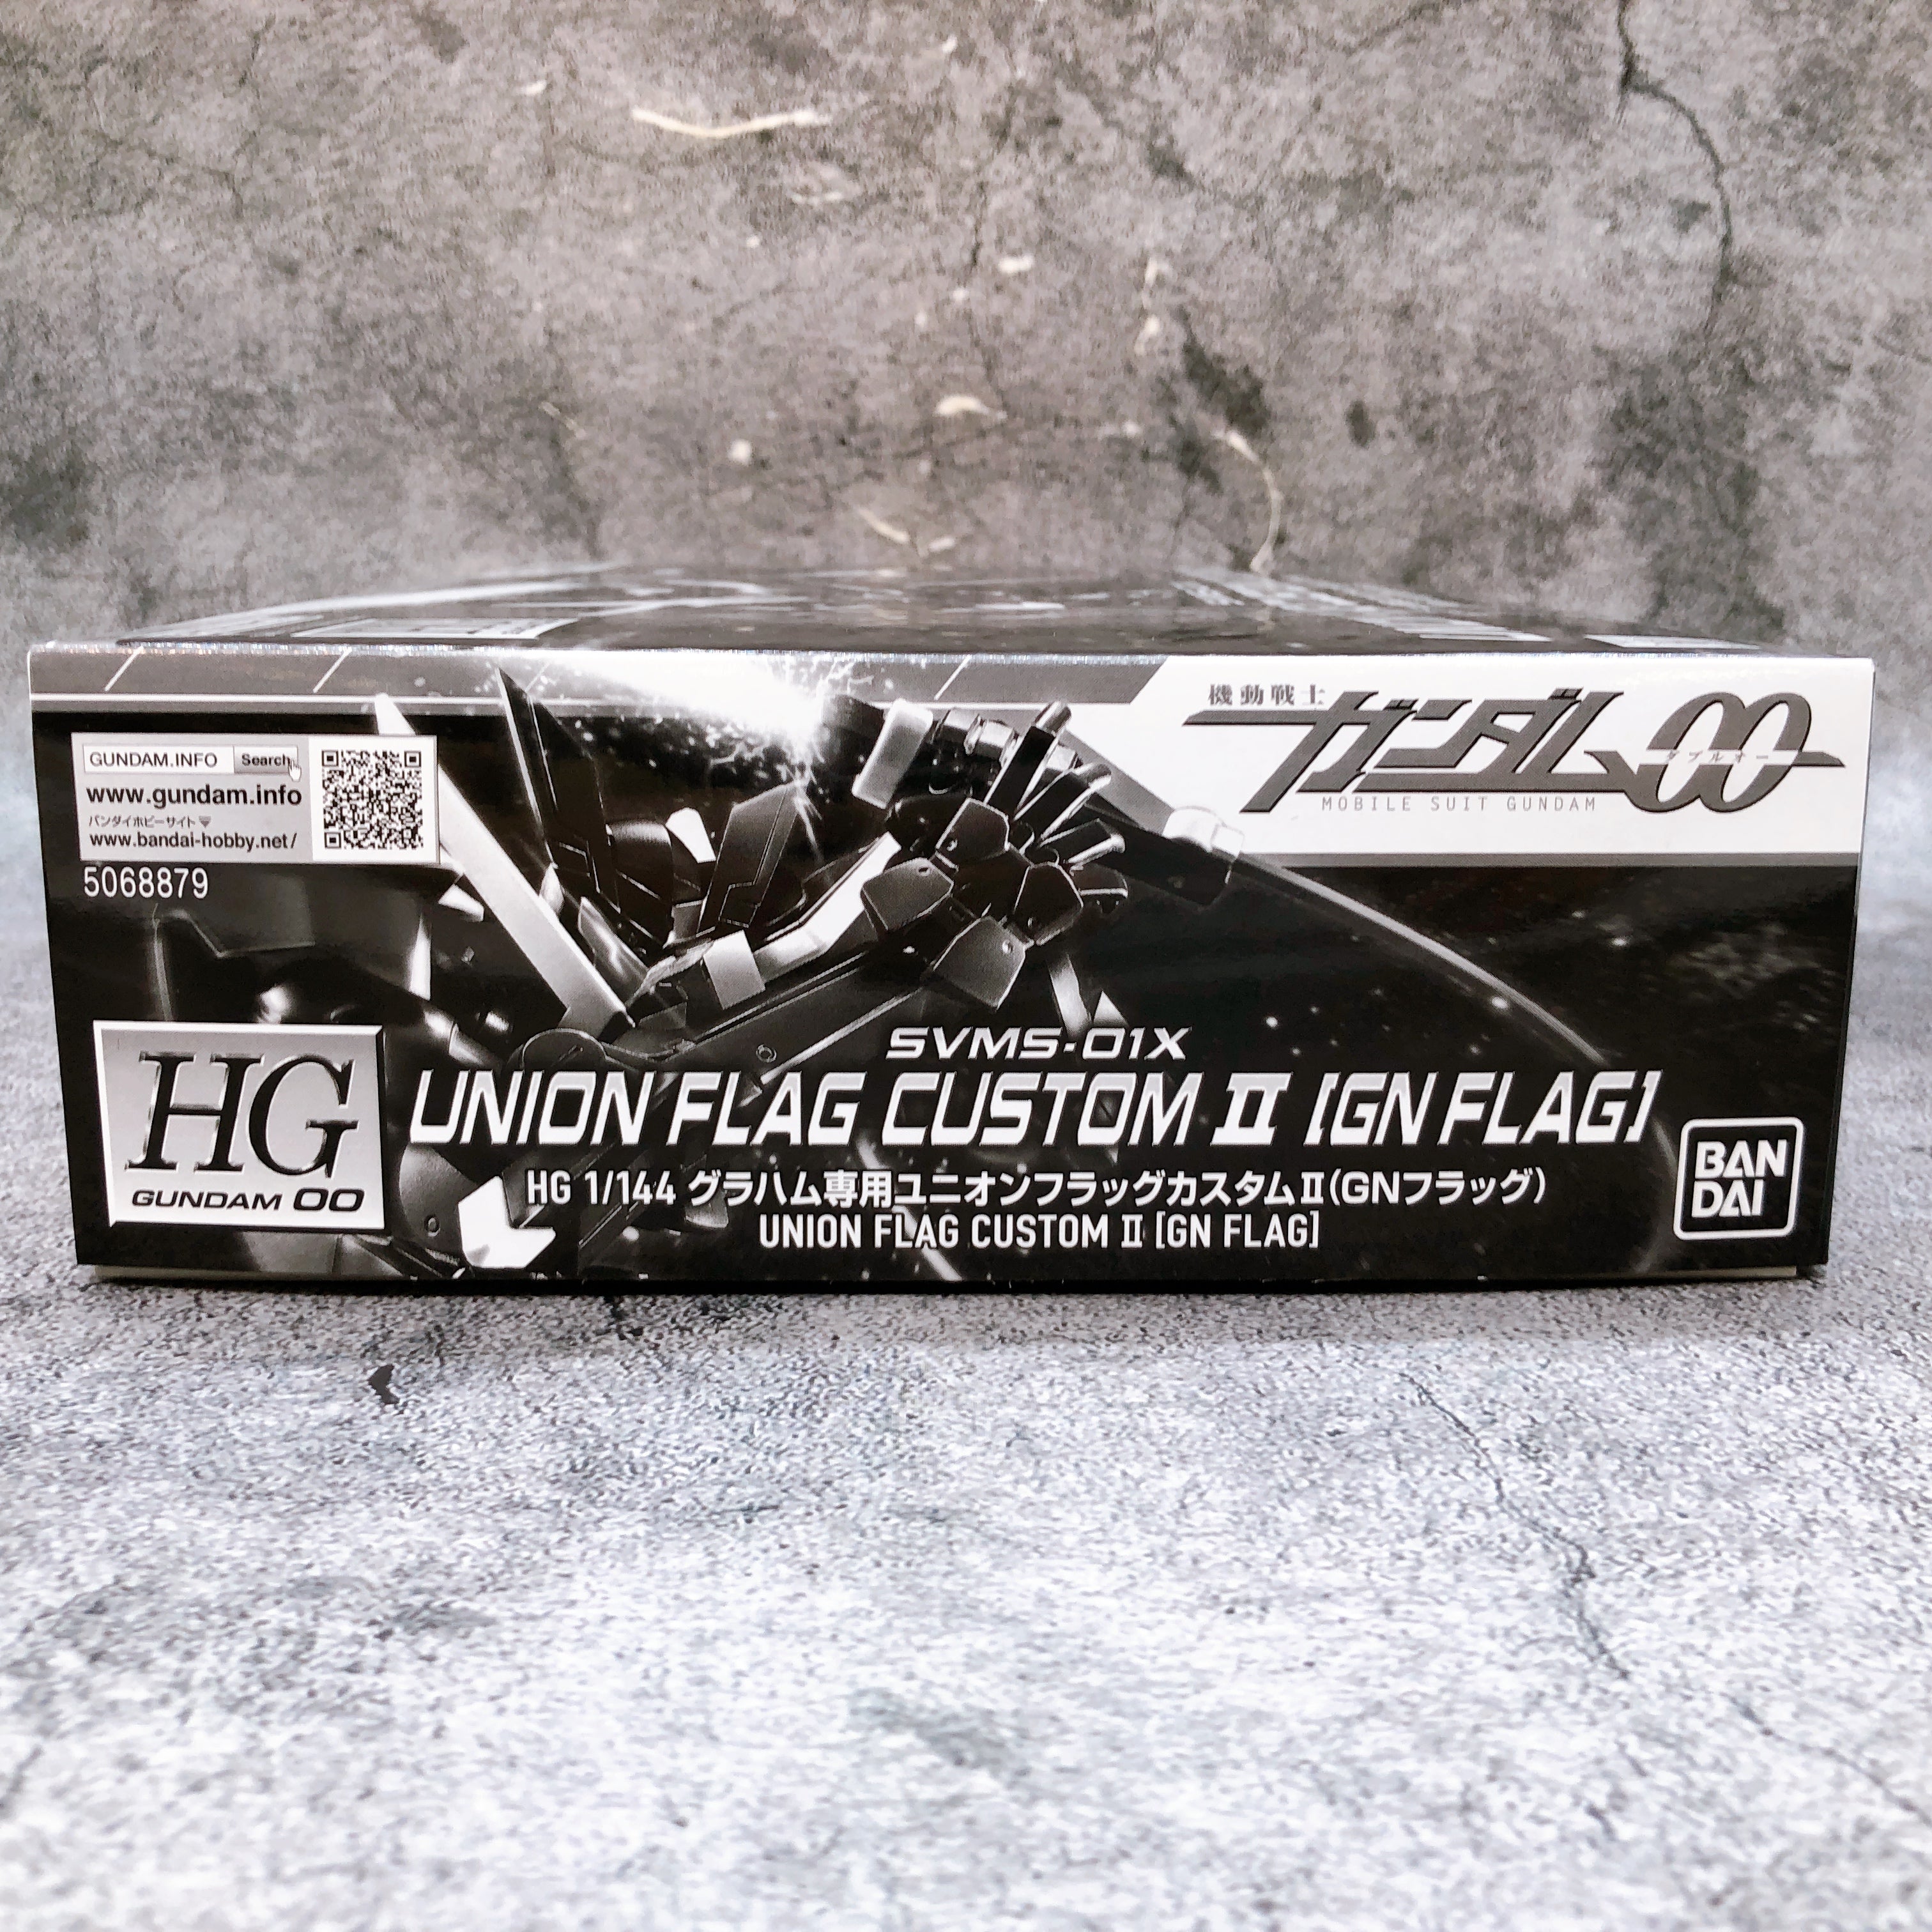 機動戦士
ガンダム00
ダブルオー
MOBILE SUIT GUNDAM
GUNDAM.INFO Search
www.gundam.info
バンダイホビーサイト
www.bandai-hobby.net/
5068879
SVMS-01X
UNION FLAG CUSTOM Ⅱ [GN FLAG]
HG 1/144 グラハム専用ユニオンフラッグカスタムⅡ(GNフラッグ)
UNION FLAG CUSTOM Ⅱ [GN FLAG]
HG
GUNDAM 00
BAN
DAI